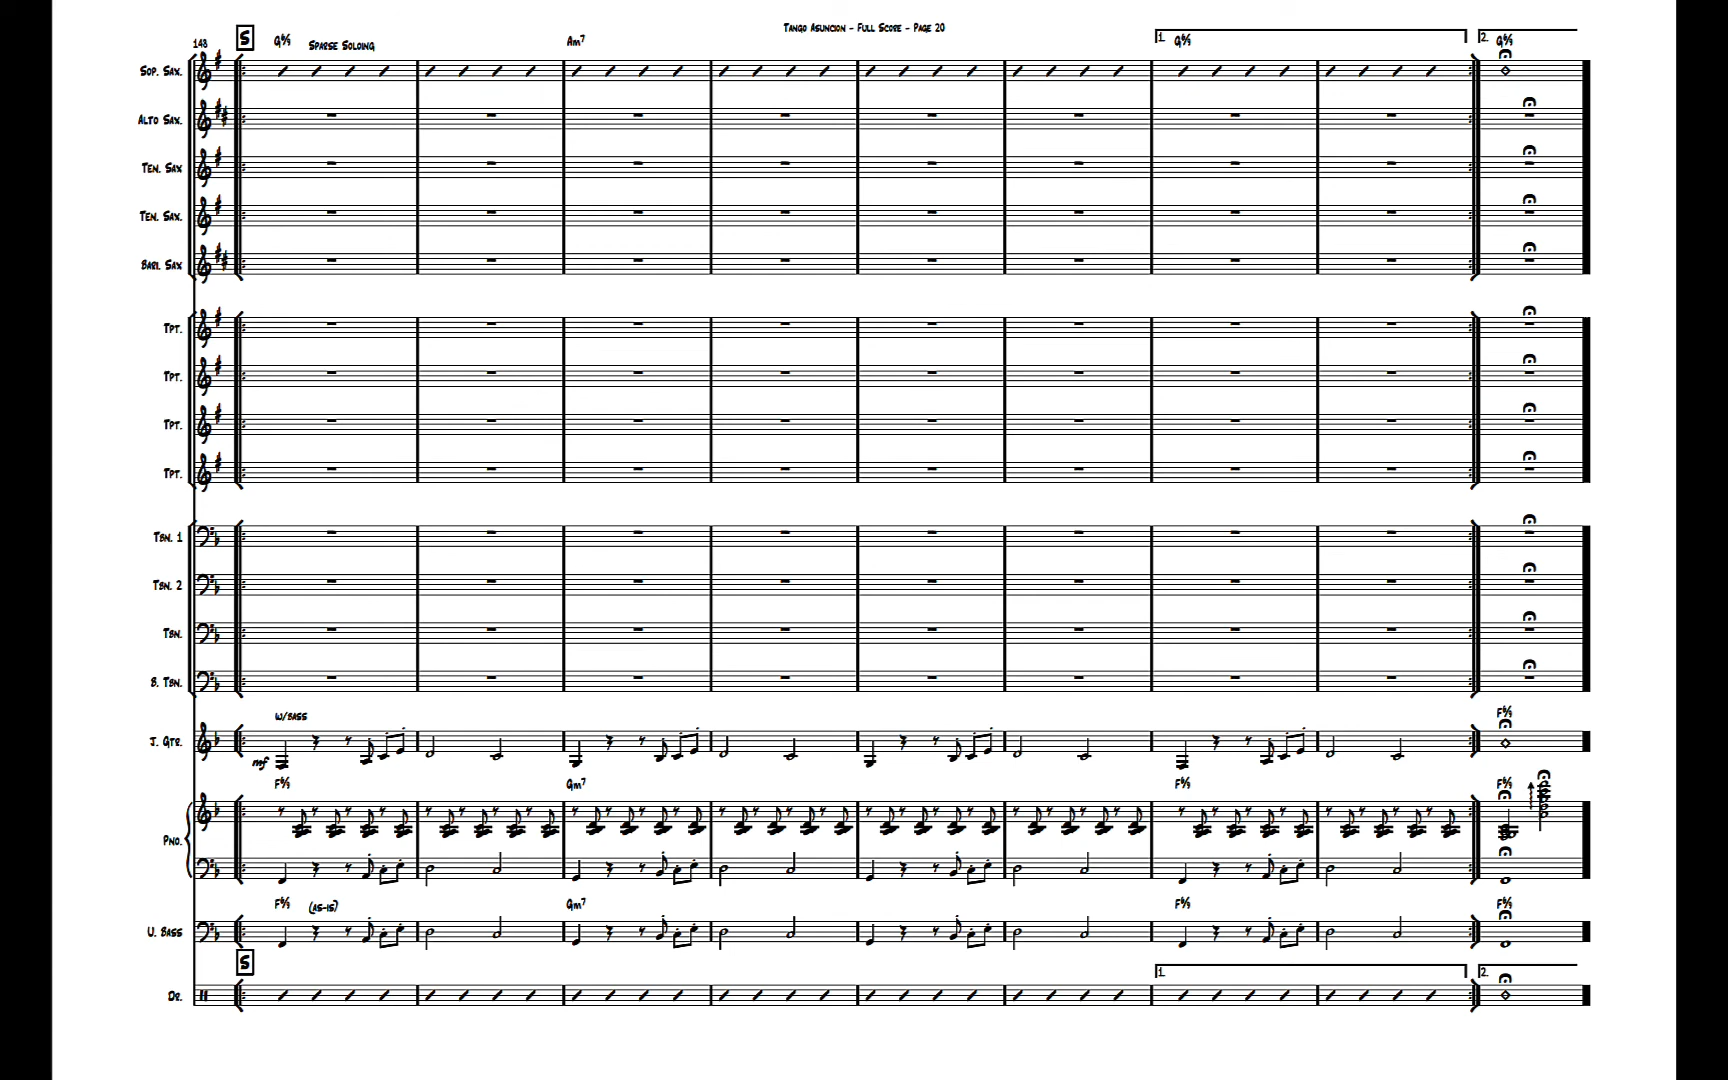 Tango Asuncion - Full Score - Page 20
148 S G6/9 Sparse Soloing Am7 1. G6/9 2. G6/9
Sop. Sax.
Alto Sax.
Ten. Sax
Ten. Sax.
Bari. Sax
Tpt.
Tpt.
Tpt.
Tpt.
Tbn. 1
Tbn. 2
Tbn.
B. Tbn.
w/bass F6/9
J. Gtr.
mf
F6/9 Gm7 F6/9 F6/9
Pno.
F6/9 (as-is) Gm7 F6/9 F6/9
U. Bass
S 1. 2.
Dr.